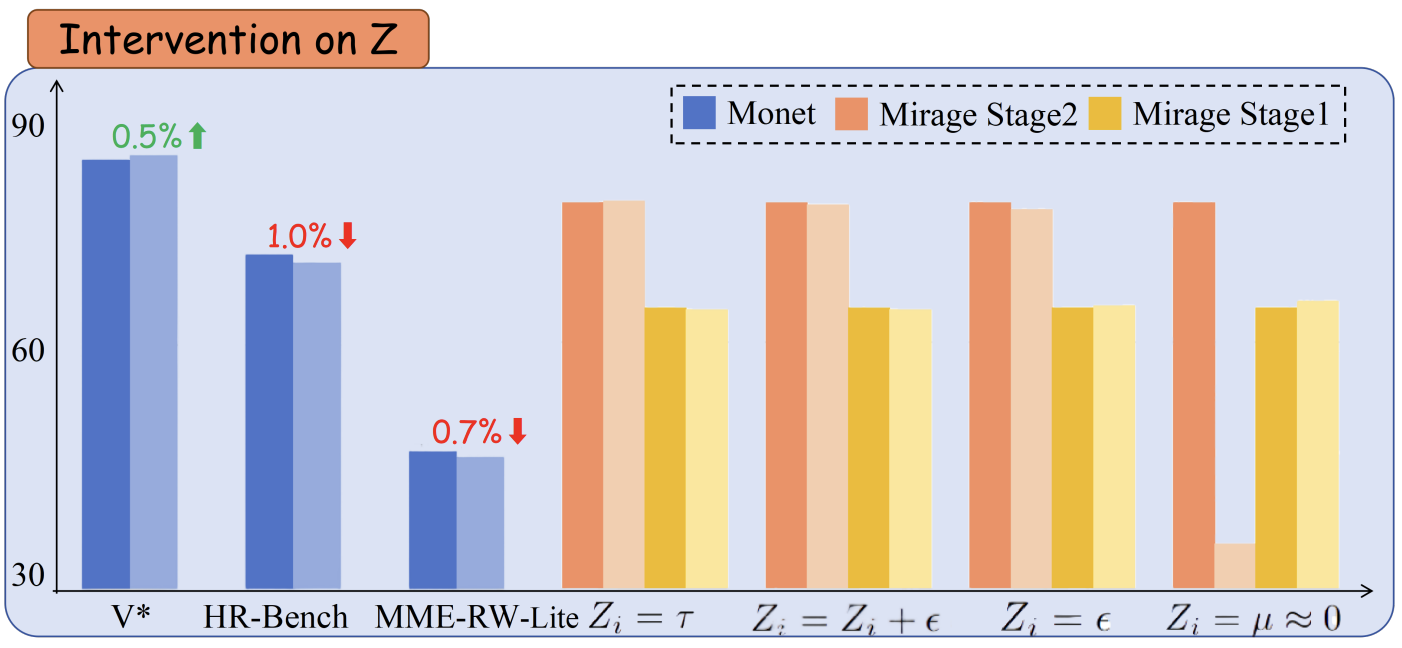 Intervention on Z
Monet Mirage Stage2 Mirage Stage1
90
60
30
0.5%
1.0%
0.7%
V* HR-Bench MME-RW-Lite Z_i = τ Z_i = Z_i + ϵ Z_i = ϵ Z_i = μ ≈ 0